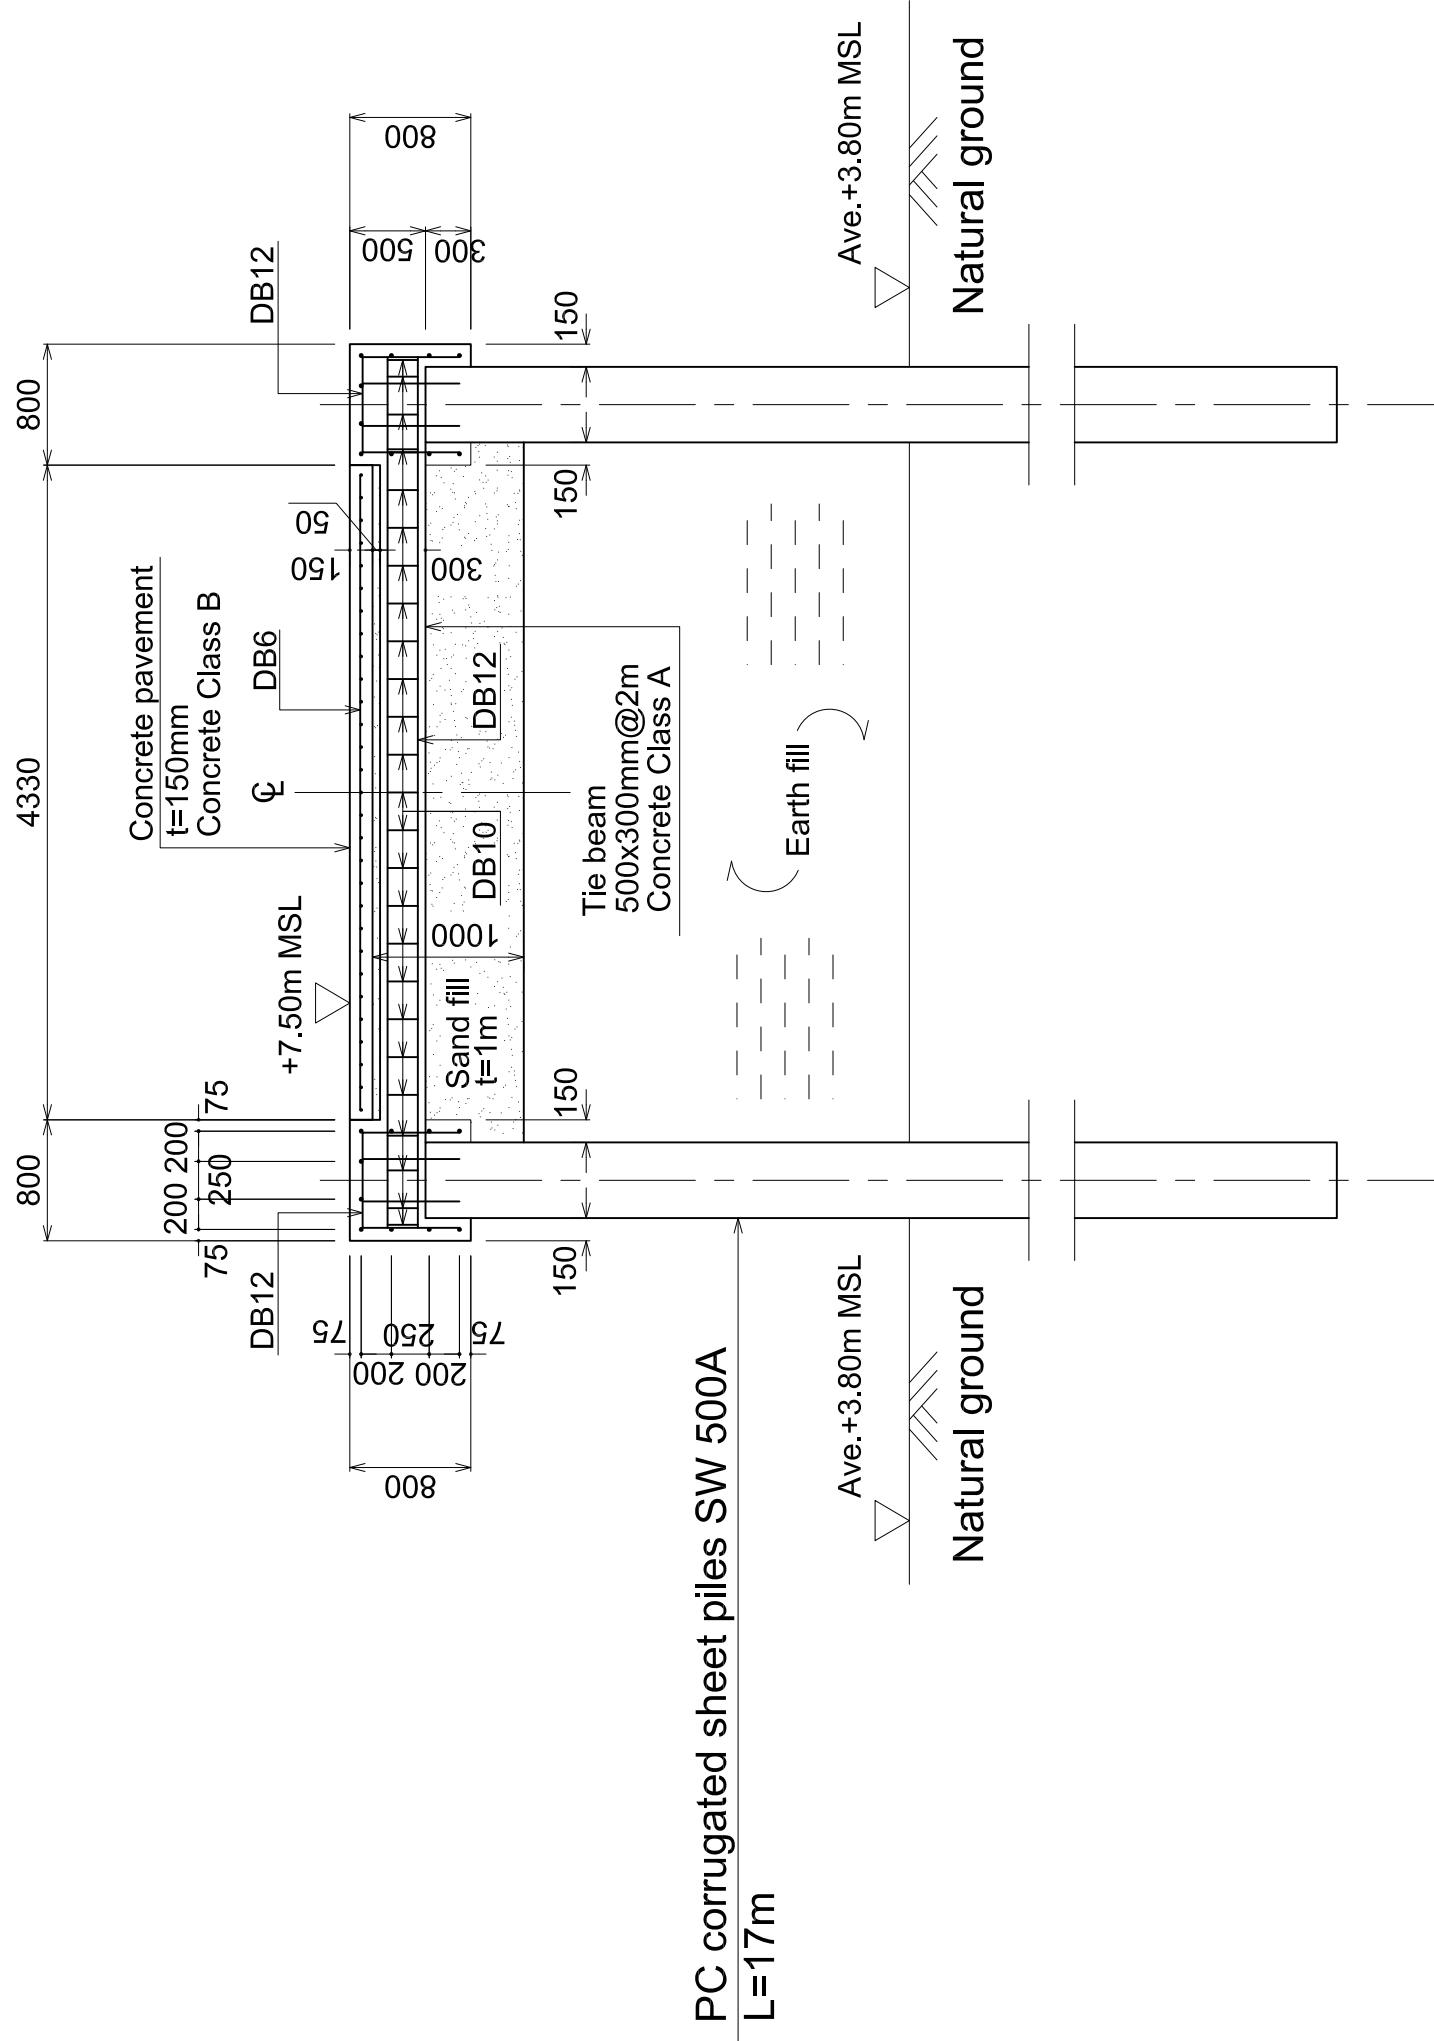 800
4330
800
75
200
250
200
75
DB12
+7.50m MSL
Concrete pavement
t=150mm
Concrete Class B
℄
DB6
50
150
300
DB12
800
500
300
75
200
250
200
75
800
Sand fill
t=1m
1000
DB10
DB12
150
150
150
150
Tie beam
500x300mm@2m
Concrete Class A
PC corrugated sheet piles SW 500A
L=17m
Earth fill
Ave.+3.80m MSL
Natural ground
Ave.+3.80m MSL
Natural ground